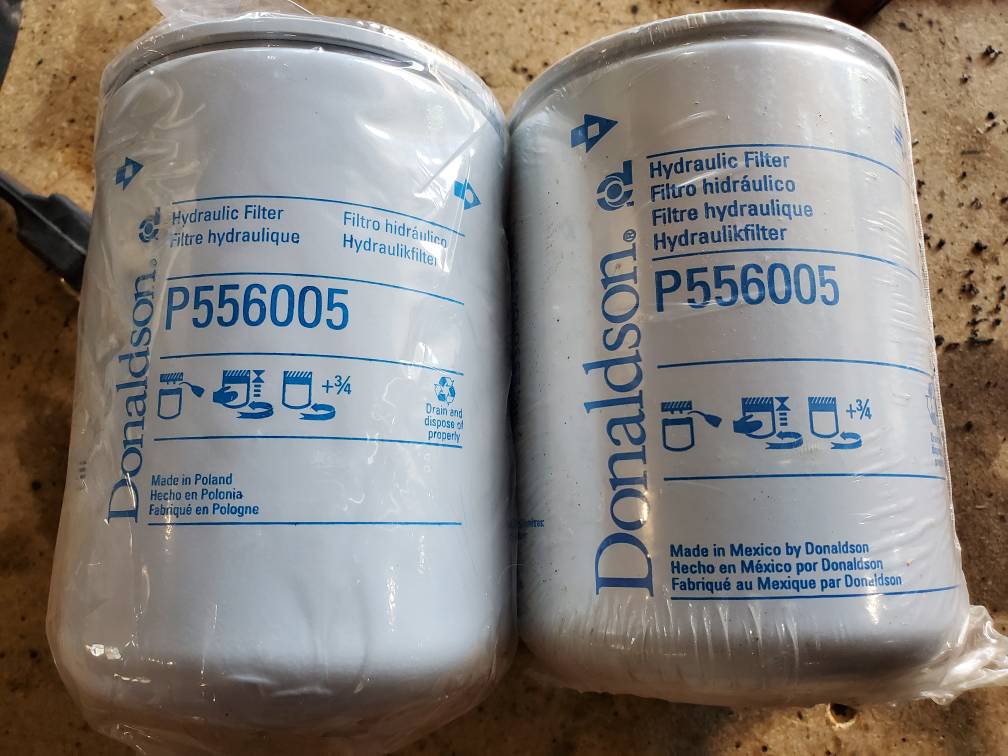 Donaldson.
Hydraulic Filter
Filtro hidráulico
Filtre hydraulique
Hydraulikfilter
P556005
+¾
Drain and
dispose of
properly
Made in Poland
Hecho en Polonia
Fabriqué en Pologne
Donaldson®
Hydraulic Filter
Filtro hidráulico
Filtre hydraulique
Hydraulikfilter
P556005
+¾
Made in Mexico by Donaldson
Hecho en México por Donaldson
Fabriqué au Mexique par Donaldson